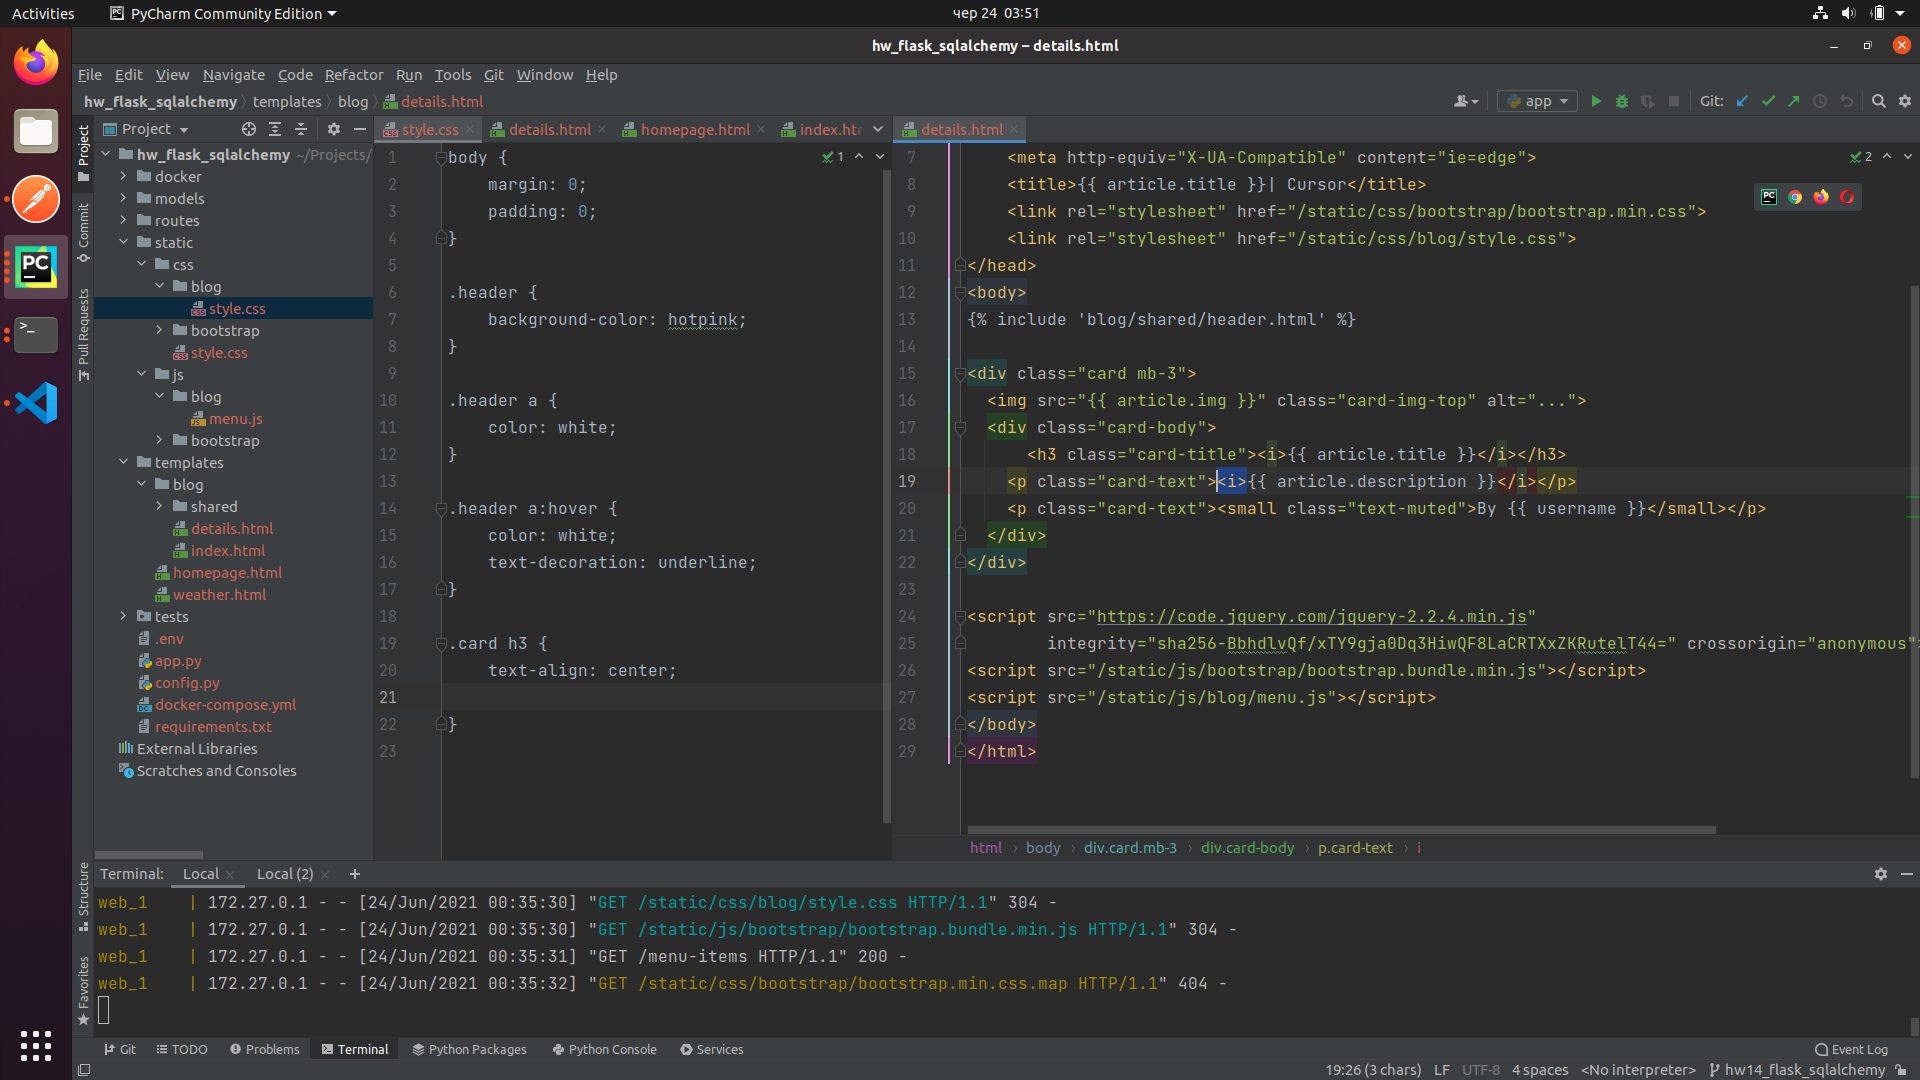 Activities PyCharm Community Edition чер 24 03:51
hw_flask_sqlalchemy – details.html
File Edit View Navigate Code Refactor Run Tools Git Window Help
hw_flask_sqlalchemy templates blog details.html app Git:
Project
Commit
Pull Requests
Structure
Favorites
Project
hw_flask_sqlalchemy ~/Projects/
docker
models
routes
static
css
blog
style.css
bootstrap
style.css
js
blog
menu.js
bootstrap
templates
blog
shared
details.html
index.html
homepage.html
weather.html
tests
.env
app.py
config.py
docker-compose.yml
requirements.txt
External Libraries
Scratches and Consoles
style.css details.html homepage.html index.htm
1 body {
2 margin: 0;
3 padding: 0;
4 }
5
6 .header {
7 background-color: hotpink;
8 }
9
10 .header a {
11 color: white;
12 }
13
14 .header a:hover {
15 color: white;
16 text-decoration: underline;
17 }
18
19 .card h3 {
20 text-align: center;
21
22 }
23
1
details.html
7 <meta http-equiv="X-UA-Compatible" content="ie=edge">
8 <title>{{ article.title }}| Cursor</title>
9 <link rel="stylesheet" href="/static/css/bootstrap/bootstrap.min.css">
10 <link rel="stylesheet" href="/static/css/blog/style.css">
11 </head>
12 <body>
13 {% include 'blog/shared/header.html' %}
14
15 <div class="card mb-3">
16 <img src="{{ article.img }}" class="card-img-top" alt="...">
17 <div class="card-body">
18 <h3 class="card-title"><i>{{ article.title }}</i></h3>
19 <p class="card-text"><i>{{ article.description }}</i></p>
20 <p class="card-text"><small class="text-muted">By {{ username }}</small></p>
21 </div>
22 </div>
23
24 <script src="https://code.jquery.com/jquery-2.2.4.min.js"
25 integrity="sha256-BbhdlvQf/xTY9gja0Dq3HiwQF8LaCRTXxZKRutelT44=" crossorigin="anonymous">
26 <script src="/static/js/bootstrap/bootstrap.bundle.min.js"></script>
27 <script src="/static/js/blog/menu.js"></script>
28 </body>
29 </html>
2
html body div.card.mb-3 div.card-body p.card-text i
Terminal: Local Local (2) +
web_1 | 172.27.0.1 - - [24/Jun/2021 00:35:30] "GET /static/css/blog/style.css HTTP/1.1" 304 -
web_1 | 172.27.0.1 - - [24/Jun/2021 00:35:30] "GET /static/js/bootstrap/bootstrap.bundle.min.js HTTP/1.1" 304 -
web_1 | 172.27.0.1 - - [24/Jun/2021 00:35:31] "GET /menu-items HTTP/1.1" 200 -
web_1 | 172.27.0.1 - - [24/Jun/2021 00:35:32] "GET /static/css/bootstrap/bootstrap.min.css.map HTTP/1.1" 404 -
Git TODO Problems Terminal Python Packages Python Console Services Event Log
19:26 (3 chars) LF UTF-8 4 spaces <No interpreter> hw14_flask_sqlalchemy